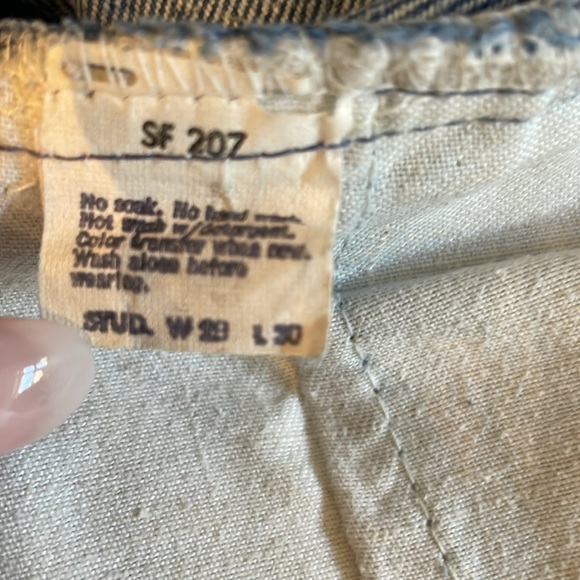 SF 207
No soak. No hand wash.
Hot wash w/detergent.
Color transfer when new.
Wash alone before
wearing.
STUD. W L 30